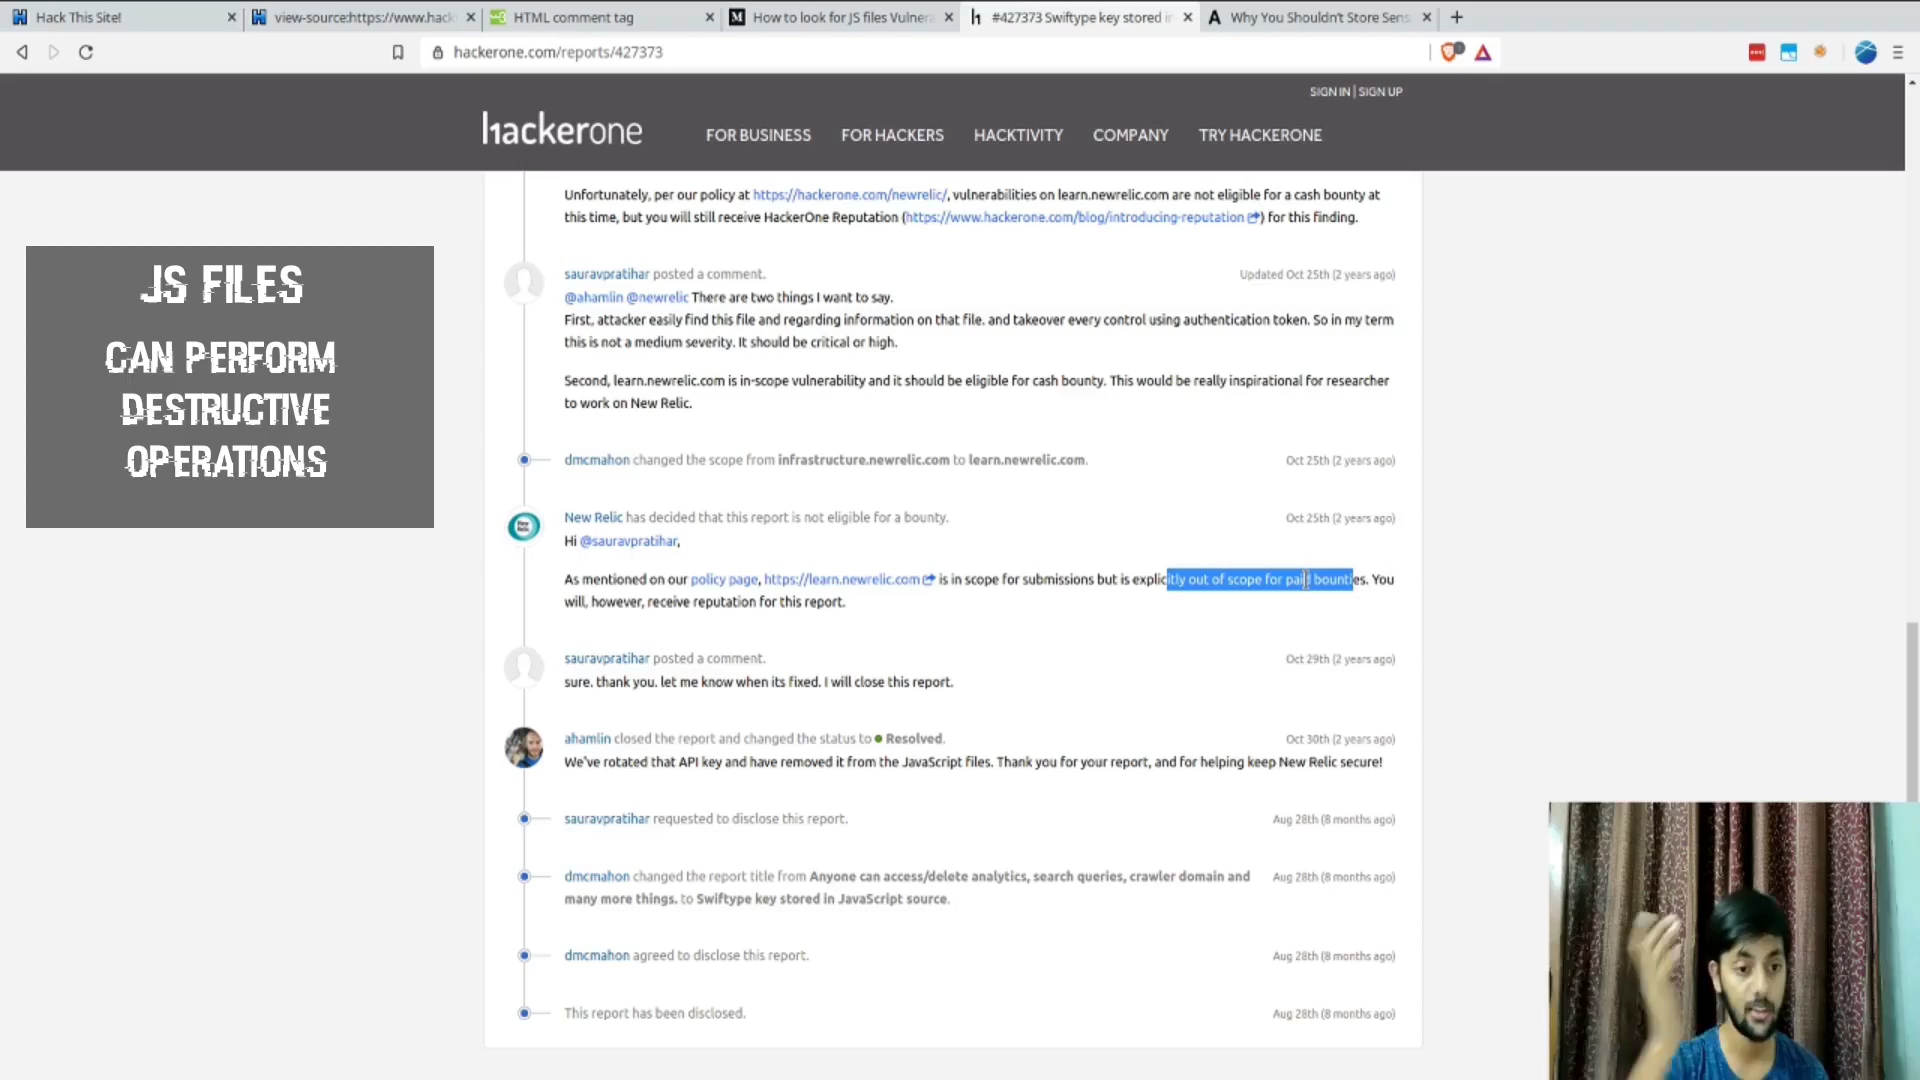 Hack This Site!
view-source:https://www.hack
HTML comment tag
How to look for JS files Vulnera
#427373 Swiftype key stored in
Why You Shouldn't Store Sens
hackerone.com/reports/427373
SIGN IN | SIGN UP
hackerone
FOR BUSINESS
FOR HACKERS
HACKTIVITY
COMPANY
TRY HACKERONE
JS FILES
CAN PERFORM
DESTRUCTIVE
OPERATIONS
Unfortunately, per our policy at https://hackerone.com/newrelic/, vulnerabilities on learn.newrelic.com are not eligible for a cash bounty at
this time, but you will still receive HackerOne Reputation (https://www.hackerone.com/blog/introducing-reputation) for this finding.
sauravpratihar posted a comment. Updated Oct 25th (2 years ago)
@ahamlin @newrelic There are two things I want to say.
First, attacker easily find this file and regarding information on that file. and takeover every control using authentication token. So in my term
this is not a medium severity. It should be critical or high.
Second, learn.newrelic.com is in-scope vulnerability and it should be eligible for cash bounty. This would be really inspirational for researcher
to work on New Relic.
dmcmahon changed the scope from infrastructure.newrelic.com to learn.newrelic.com. Oct 25th (2 years ago)
New Relic has decided that this report is not eligible for a bounty. Oct 25th (2 years ago)
Hi @sauravpratihar,
As mentioned on our policy page, https://learn.newrelic.com is in scope for submissions but is explicitly out of scope for paid bounties. You
will, however, receive reputation for this report.
sauravpratihar posted a comment. Oct 29th (2 years ago)
sure. thank you. let me know when its fixed. I will close this report.
ahamlin closed the report and changed the status to Resolved. Oct 30th (2 years ago)
We've rotated that API key and have removed it from the JavaScript files. Thank you for your report, and for helping keep New Relic secure!
sauravpratihar requested to disclose this report. Aug 28th (8 months ago)
dmcmahon changed the report title from Anyone can access/delete analytics, search queries, crawler domain and Aug 28th (8 months ago)
many more things. to Swiftype key stored in JavaScript source.
dmcmahon agreed to disclose this report. Aug 28th (8 months ago)
This report has been disclosed. Aug 28th (8 months ago)